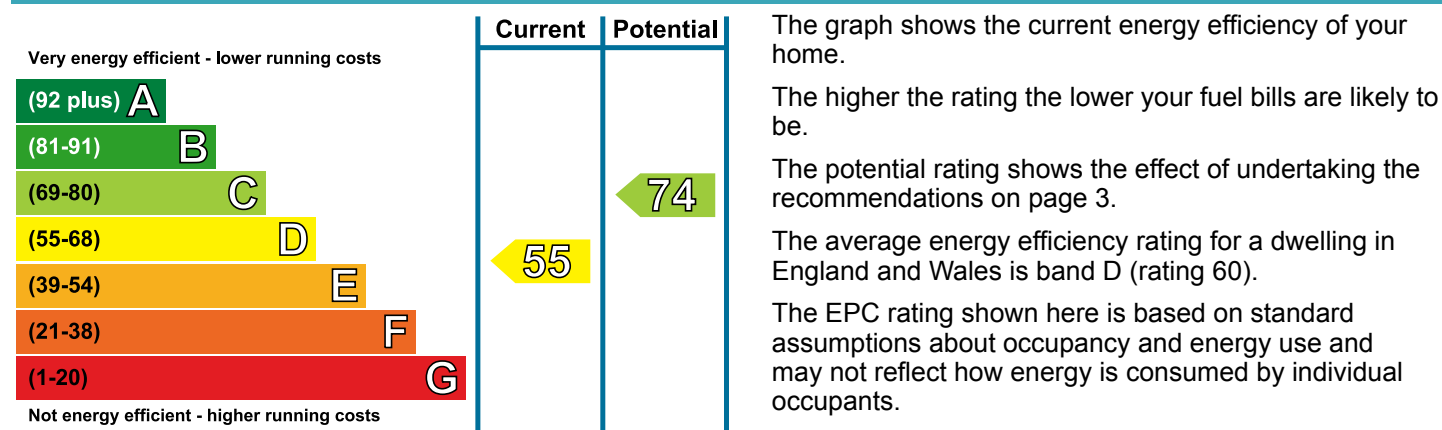 Current
Potential
Very energy efficient - lower running costs
(92 plus) A
(81-91) B
(69-80) C
(55-68) D
(39-54) E
(21-38) F
(1-20) G
Not energy efficient - higher running costs
55
74
The graph shows the current energy efficiency of your
home.
The higher the rating the lower your fuel bills are likely to
be.
The potential rating shows the effect of undertaking the
recommendations on page 3.
The average energy efficiency rating for a dwelling in
England and Wales is band D (rating 60).
The EPC rating shown here is based on standard
assumptions about occupancy and energy use and
may not reflect how energy is consumed by individual
occupants.